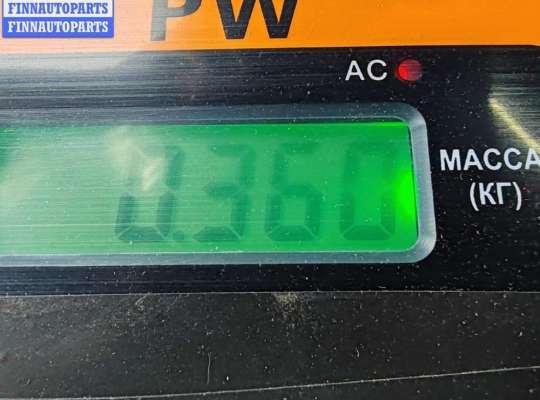 FINNAUTOPARTS
FINNAUTOPARTS
PW
AC
0.360
МАССА
(КГ)